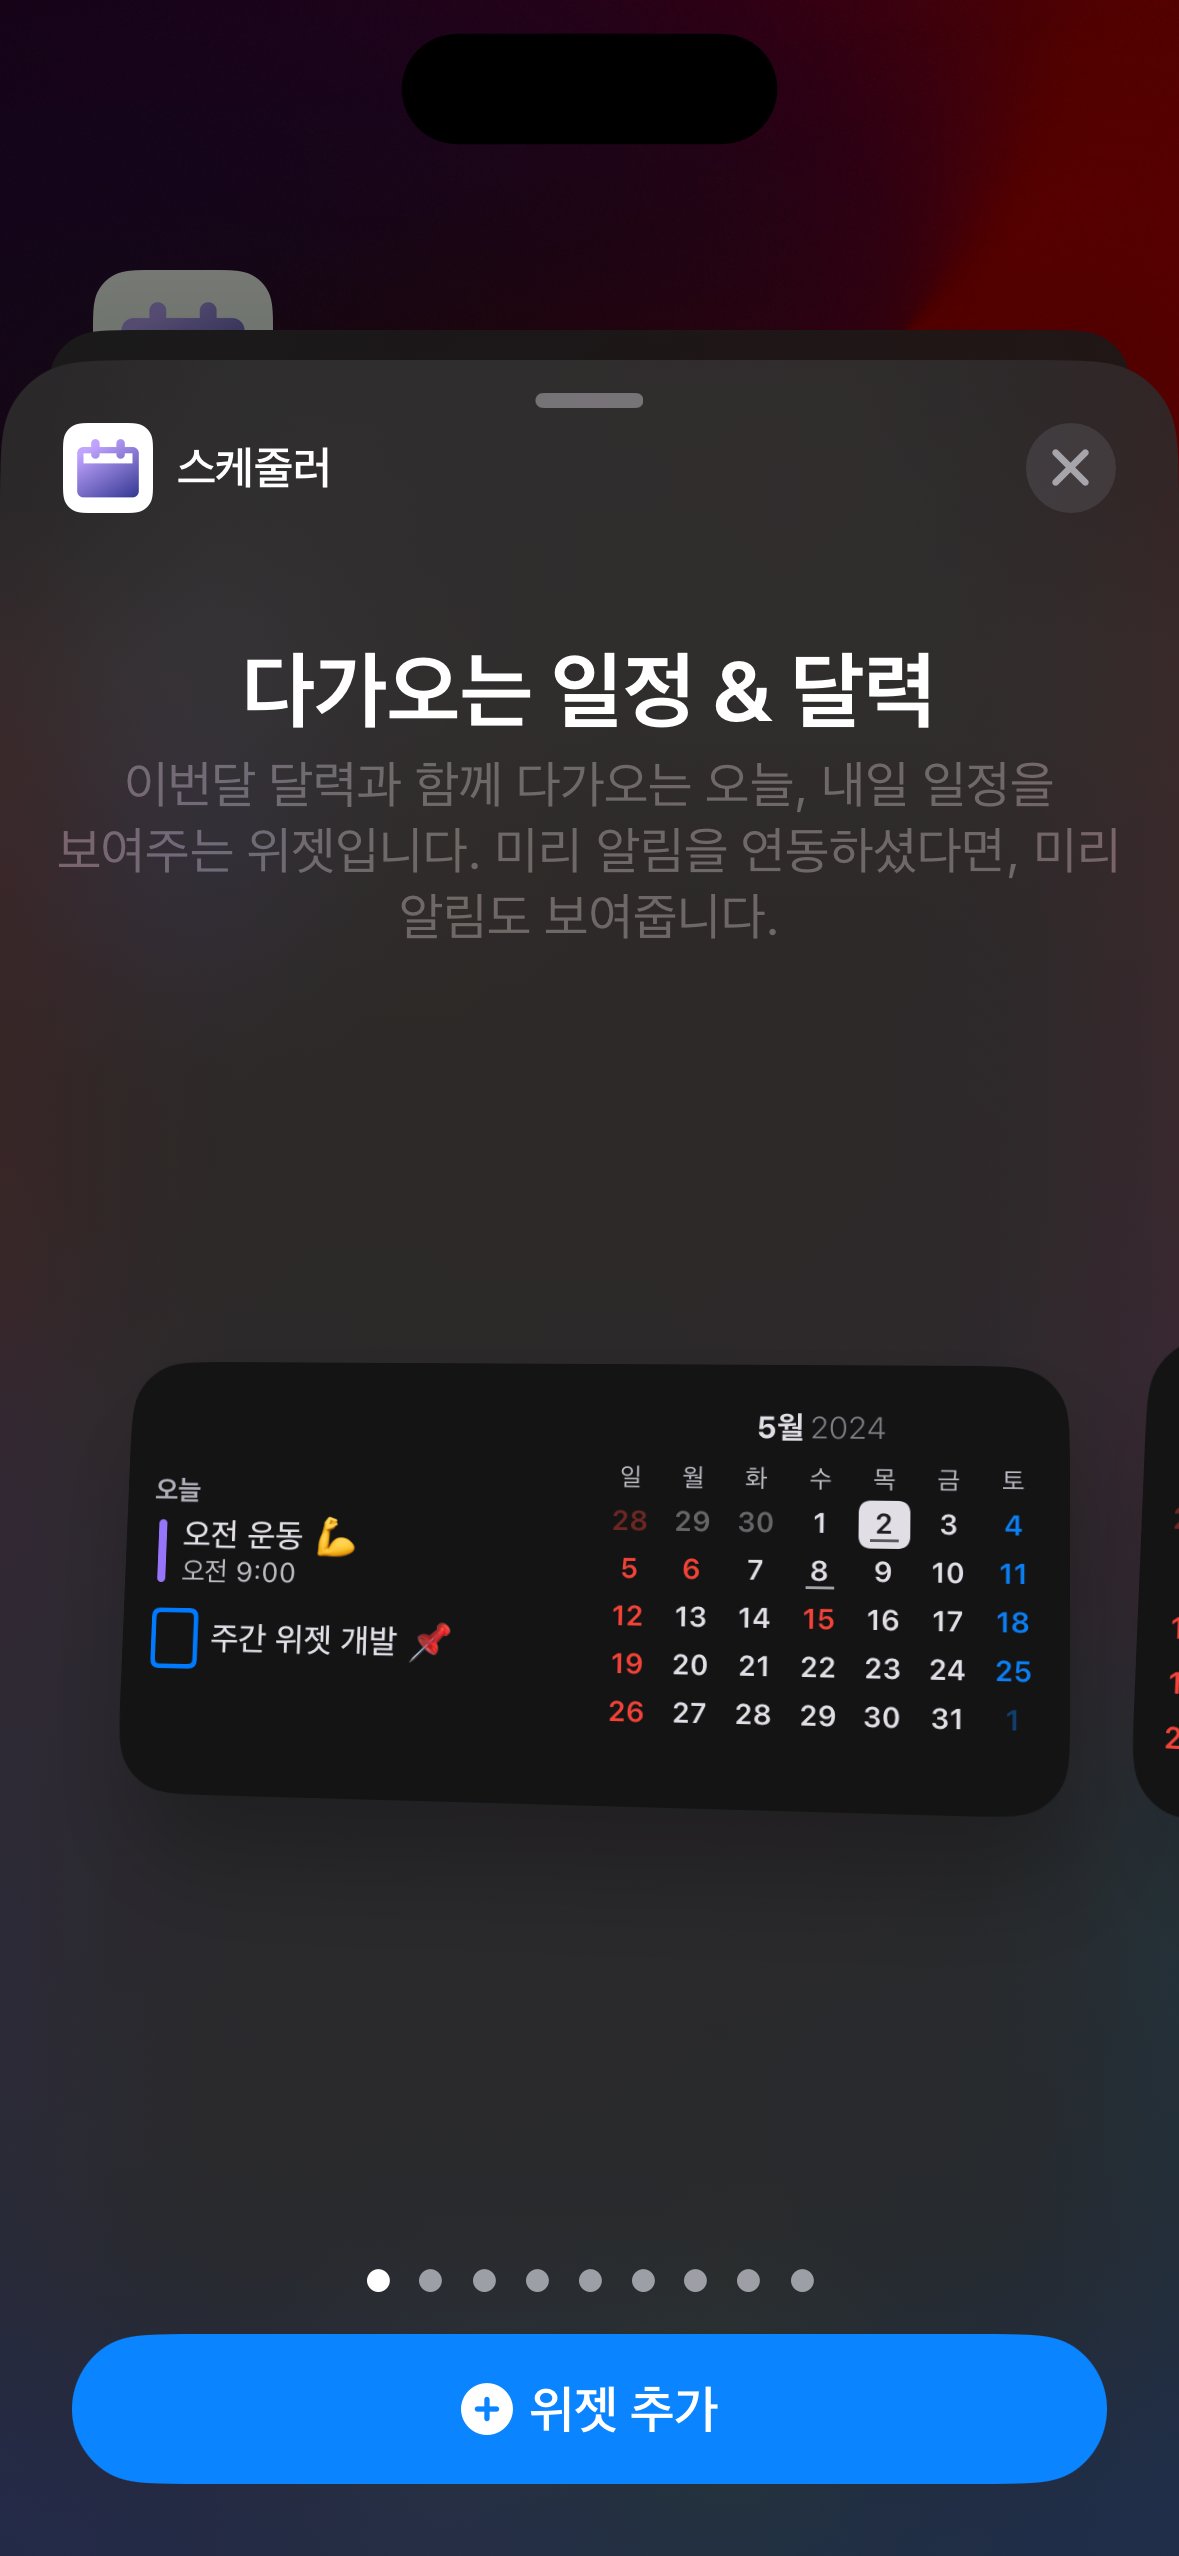 스케줄러
다가오는 일정 & 달력
이번달 달력과 함께 다가오는 오늘, 내일 일정을
보여주는 위젯입니다. 미리 알림을 연동하셨다면, 미리
알림도 보여줍니다.
오늘
오전 운동 💪
오전 9:00
주간 위젯 개발 📌
5월 2024
일 월 화 수 목 금 토
28 29 30 1 2 3 4
5 6 7 8 9 10 11
12 13 14 15 16 17 18
19 20 21 22 23 24 25
26 27 28 29 30 31 1
위젯 추가